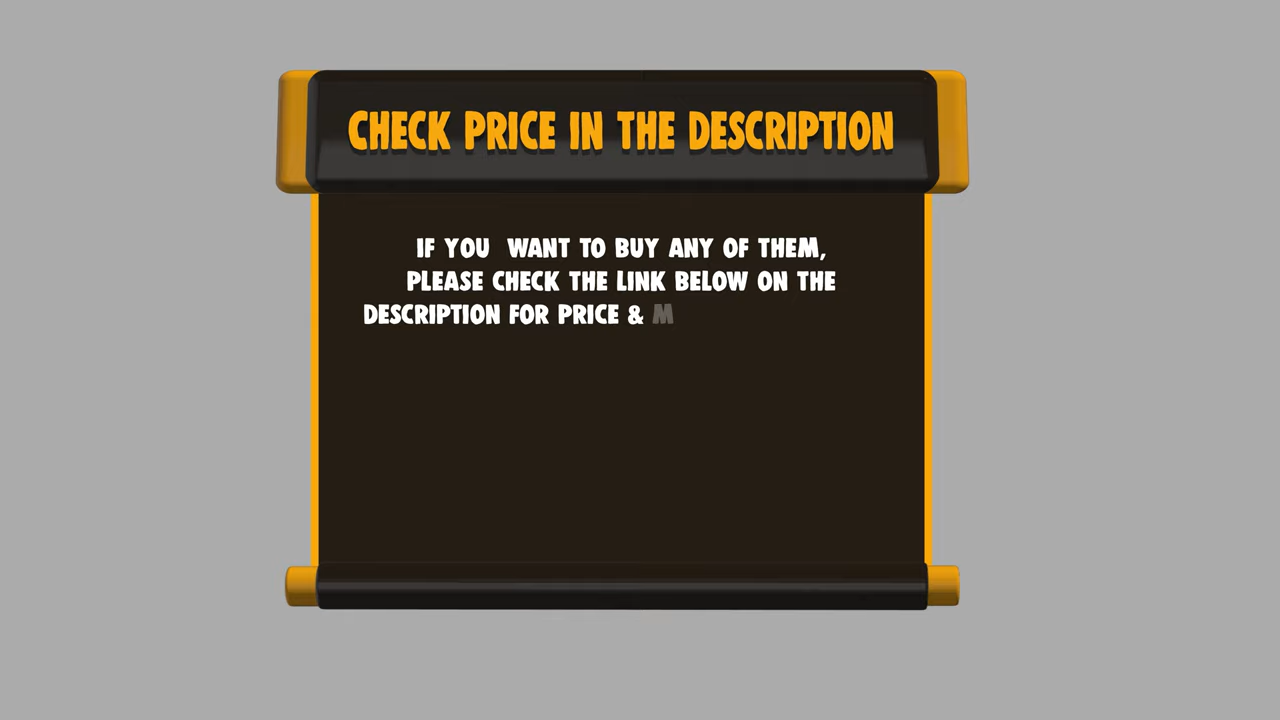 CHECK PRICE IN THE DESCRIPTION
IF YOU  WANT TO BUY ANY OF THEM,
PLEASE CHECK THE LINK BELOW ON THE
DESCRIPTION FOR PRICE & M